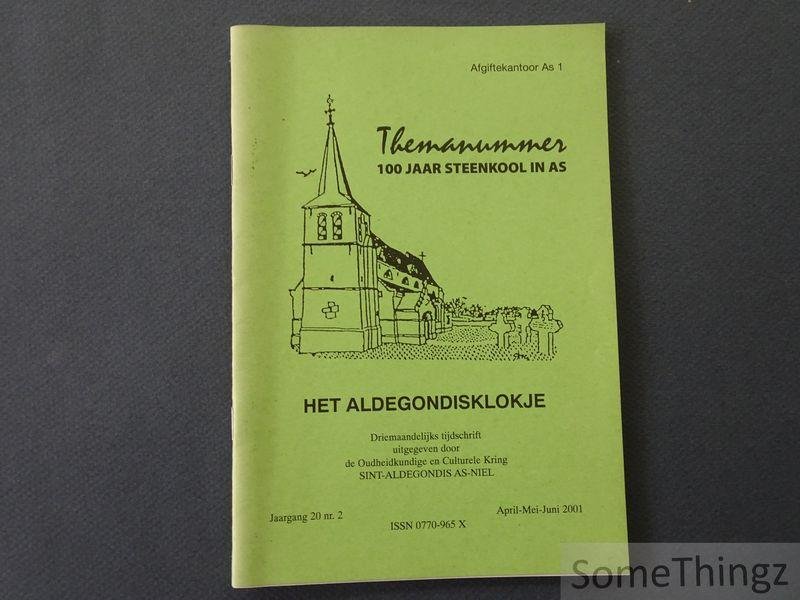 Afgiftekantoor As 1
Themanummer
100 JAAR STEENKOOL IN AS
HET ALDEGONDISKLOKJE
Driemaandelijks tijdschrift
uitgegeven door
de Oudheidkundige en Culturele Kring
SINT-ALDEGONDIS AS-NIEL
Jaargang 20 nr. 2
April-Mei-Juni 2001
ISSN 0770-965 X
SomeThingz